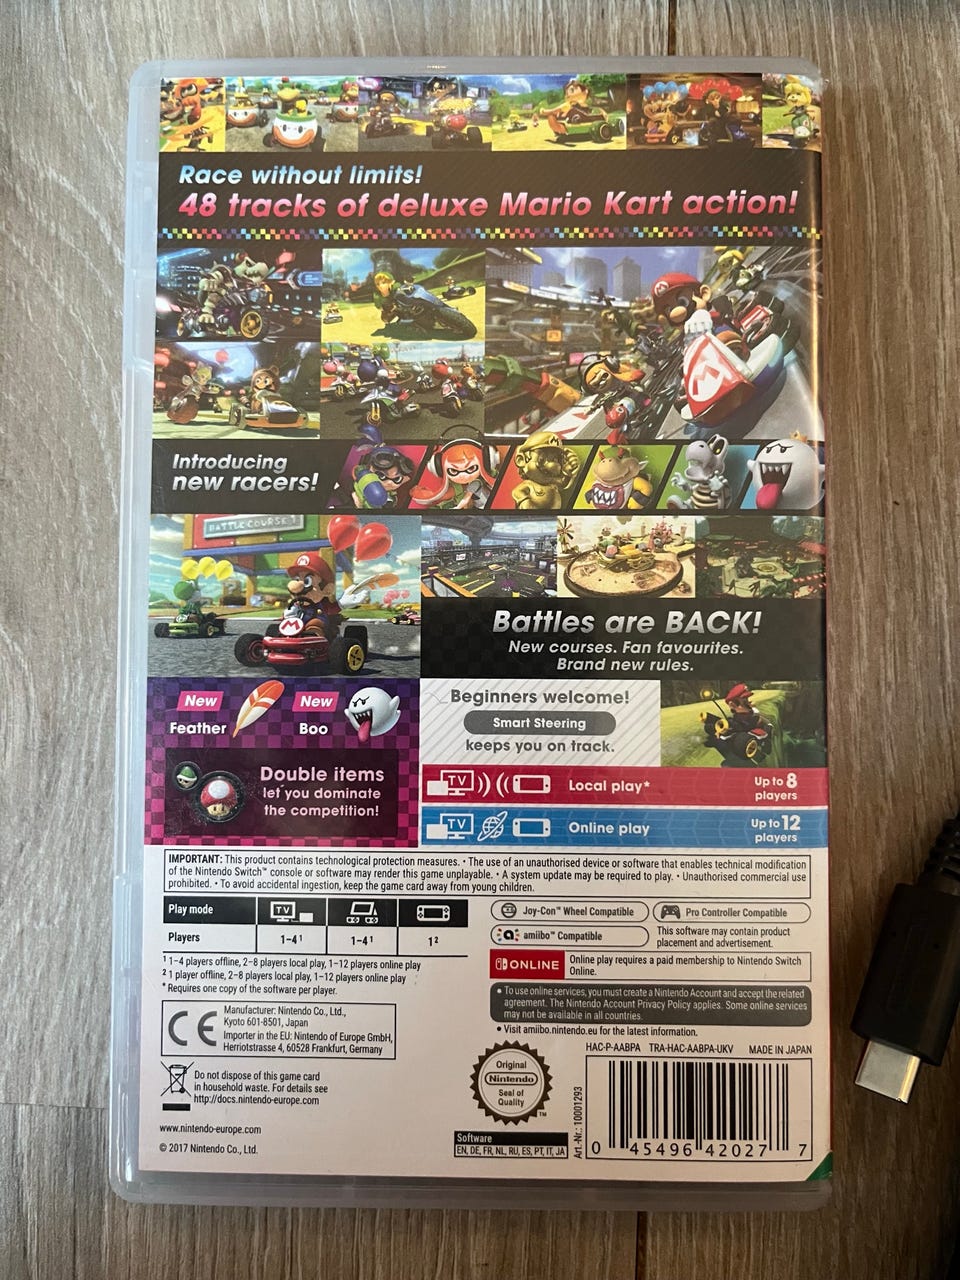 Race without limits!
48 tracks of deluxe Mario Kart action!
Introducing
new racers!
BATTLE COURSE 1
Battles are BACK!
New courses. Fan favourites.
Brand new rules.
New
Feather
New
Boo
Beginners welcome!
Smart Steering
keeps you on track.
Double items
let you dominate
the competition!
TV
Local play*
Up to 8
players
TV
Online play
Up to 12
players
IMPORTANT: This product contains technological protection measures. • The use of an unauthorised device or software that enables technical modification
of the Nintendo Switch™ console or software may render this game unplayable. • A system update may be required to play. • Unauthorised commercial use
prohibited. • To avoid accidental ingestion, keep the game card away from young children.
Play mode
TV
Players
1-4¹
1-4¹
1²
¹ 1-4 players offline, 2-8 players local play, 1-12 players online play
² 1 player offline, 2-8 players local play, 1-12 players online play
* Requires one copy of the software per player.
Joy-Con™ Wheel Compatible
Pro Controller Compatible
amiibo™ Compatible
This software may contain product
placement and advertisement.
ONLINE
Online play requires a paid membership to Nintendo Switch
Online.
• To use online services, you must create a Nintendo Account and accept the related
agreement. The Nintendo Account Privacy Policy applies. Some online services
may not be available in all countries.
• Visit amiibo.nintendo.eu for the latest information.
CE
Manufacturer: Nintendo Co., Ltd.,
Kyoto 601-8501, Japan
Importer in the EU: Nintendo of Europe GmbH,
Herriotstrasse 4, 60528 Frankfurt, Germany
Do not dispose of this game card
in household waste. For details see
http://docs.nintendo-europe.com
www.nintendo-europe.com
© 2017 Nintendo Co., Ltd.
Original
Nintendo
Seal of
Quality
TM
Software
EN, DE, FR, NL, RU, ES, PT, IT, JA
HAC-P-AABPA TRA-HAC-AABPA-UKV MADE IN JAPAN
Art.-Nr.: 10001293
0 45496 42027 7